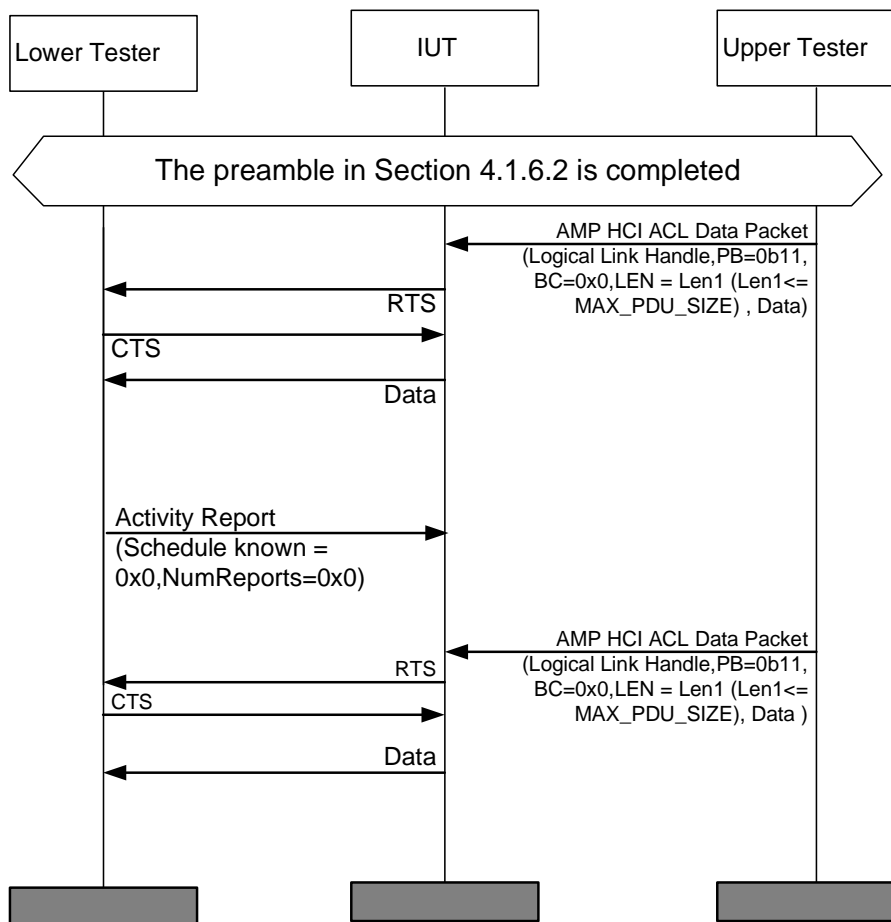 Lower Tester
IUT
Upper Tester
The preamble in Section 4.1.6.2 is completed
AMP HCI ACL Data Packet
(Logical Link Handle,PB=0b11,
BC=0x0,LEN = Len1 (Len1<=
MAX_PDU_SIZE) , Data)
RTS
CTS
Data
Activity Report
(Schedule known =
0x0,NumReports=0x0)
AMP HCI ACL Data Packet
(Logical Link Handle,PB=0b11,
BC=0x0,LEN = Len1 (Len1<=
MAX_PDU_SIZE), Data )
RTS
CTS
Data